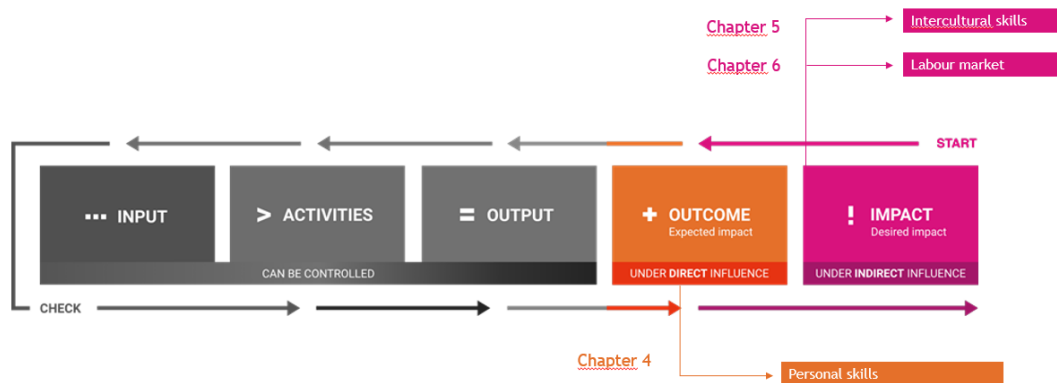 Chapter 5
Intercultural skills
Chapter 6
Labour market
START
... INPUT
> ACTIVITIES
= OUTPUT
+ OUTCOME
Expected impact
! IMPACT
Desired impact
CAN BE CONTROLLED
UNDER DIRECT INFLUENCE
UNDER INDIRECT INFLUENCE
CHECK
Chapter 4
Personal skills